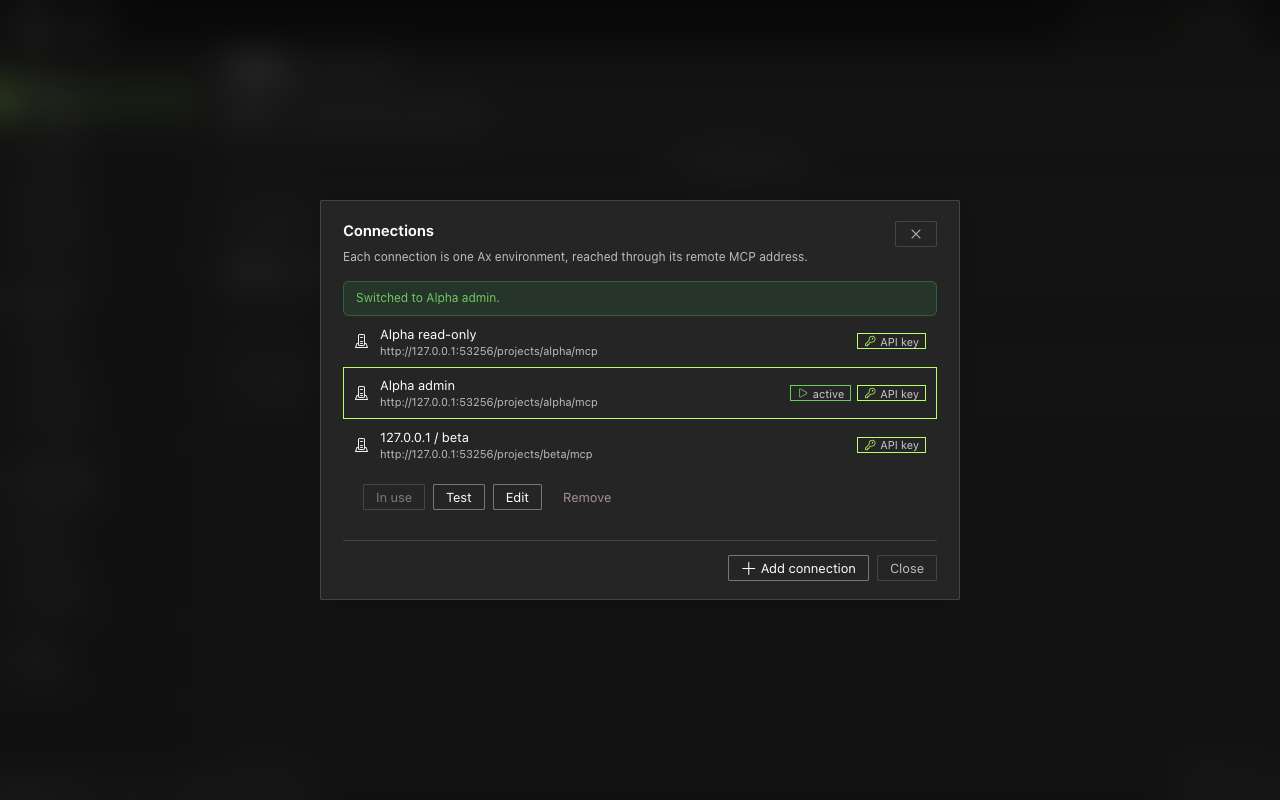 Connections
Each connection is one Ax environment, reached through its remote MCP address.
Switched to Alpha admin.
Alpha read-only
http://127.0.0.1:53256/projects/alpha/mcp
API key
Alpha admin
http://127.0.0.1:53256/projects/alpha/mcp
active
API key
127.0.0.1 / beta
http://127.0.0.1:53256/projects/beta/mcp
API key
In use
Test
Edit
Remove
Add connection
Close